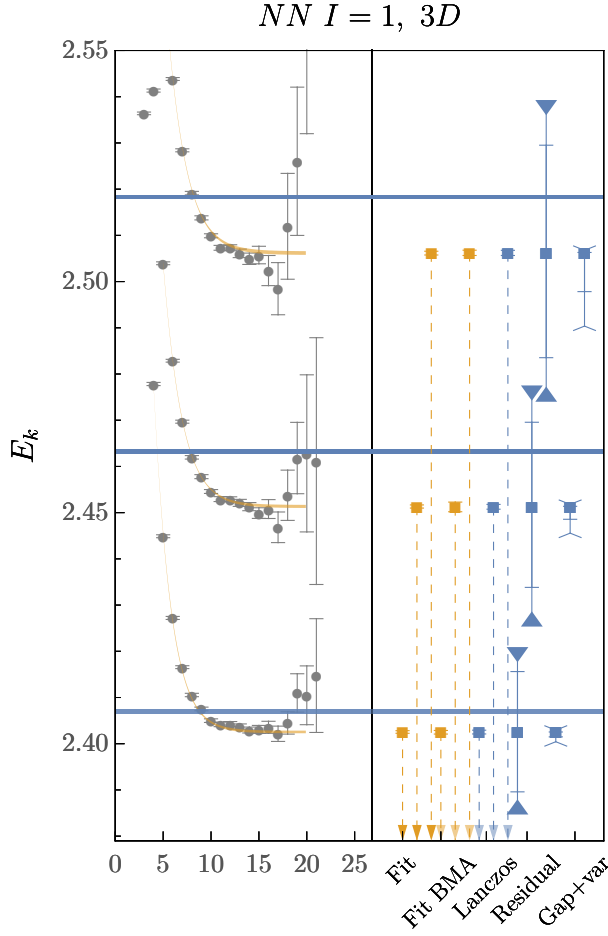 NN I = 1, 3D
2.55
2.50
2.45
2.40
E_k
0 5 10 15 20 25
Fit
Fit BMA
Lanczos
Residual
Gap+var